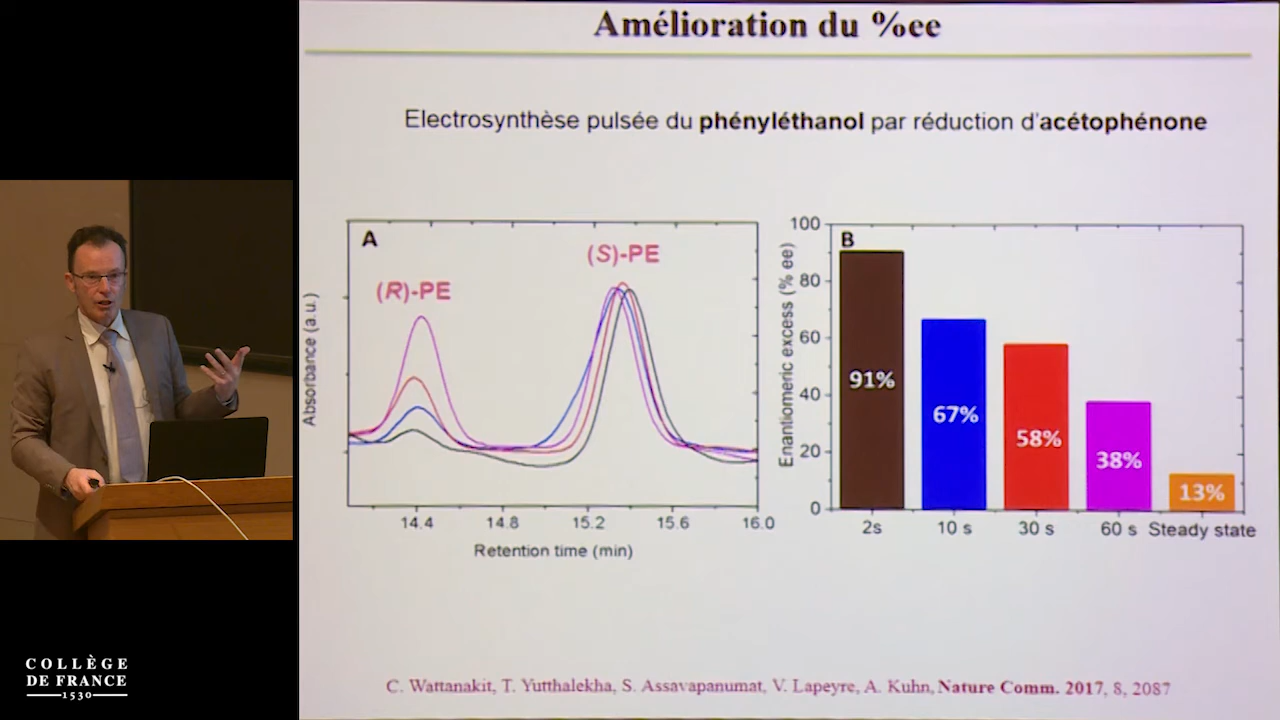 Amélioration du %ee
Electrosynthèse pulsée du phényléthanol par réduction d'acétophénone
A
(R)-PE
(S)-PE
Absorbance (a.u.)
14.4 14.8 15.2 15.6 16.0
Retention time (min)
B
Enantiomeric excess (% ee)
100
80
60
40
20
0
91%
67%
58%
38%
13%
2s 10 s 30 s 60 s Steady state
C. Wattanakit, T. Yutthalekha, S. Assavapanumat, V. Lapeyre, A. Kuhn, Nature Comm. 2017, 8, 2087
COLLÈGE
DE FRANCE
1530